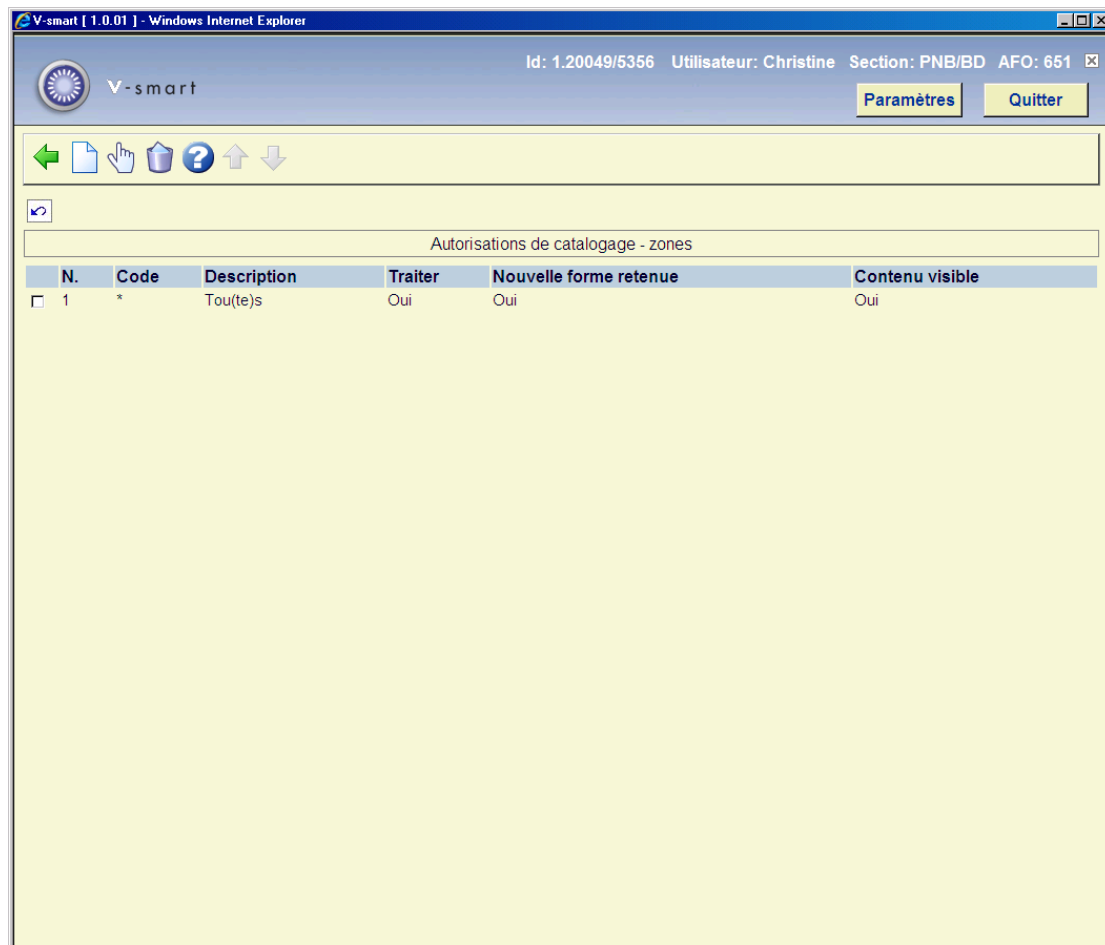 V-smart [ 1.0.01 ] - Windows Internet Explorer
Id: 1.20049/5356 Utilisateur: Christine Section: PNB/BD AFO: 651
V-smart
Paramètres Quitter
Autorisations de catalogage - zones
N. Code Description Traiter Nouvelle forme retenue Contenu visible
1 * Tou(te)s Oui Oui Oui